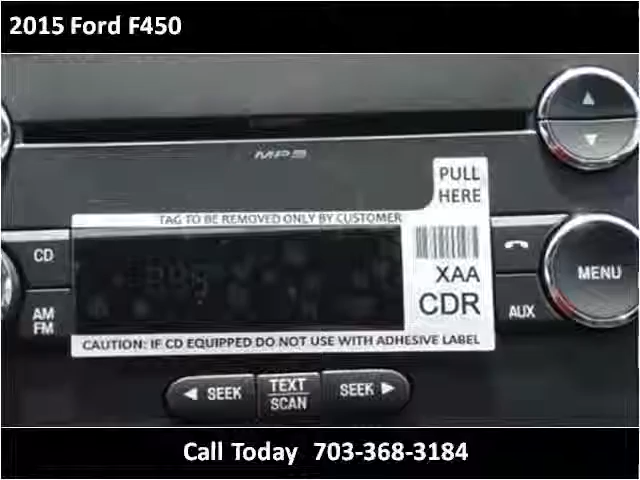 2015 Ford F450
MP3
PULL
HERE
TAG TO BE REMOVED ONLY BY CUSTOMER
CD
XAA
MENU
CDR
AM
FM
AUX
CAUTION: IF CD EQUIPPED DO NOT USE WITH ADHESIVE LABEL
SEEK
TEXT
SCAN
SEEK
Call Today 703-368-3184